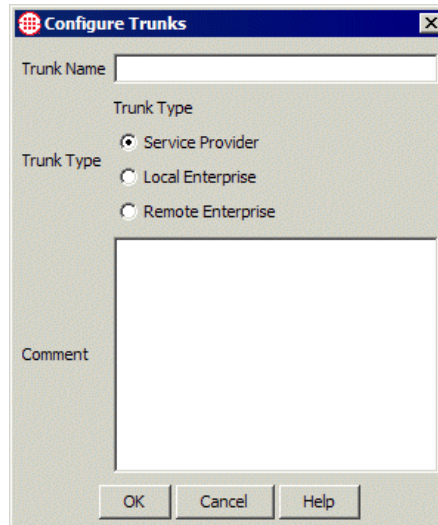 Configure Trunks
Trunk Name
Trunk Type
Trunk Type
Service Provider
Local Enterprise
Remote Enterprise
Comment
OK Cancel Help